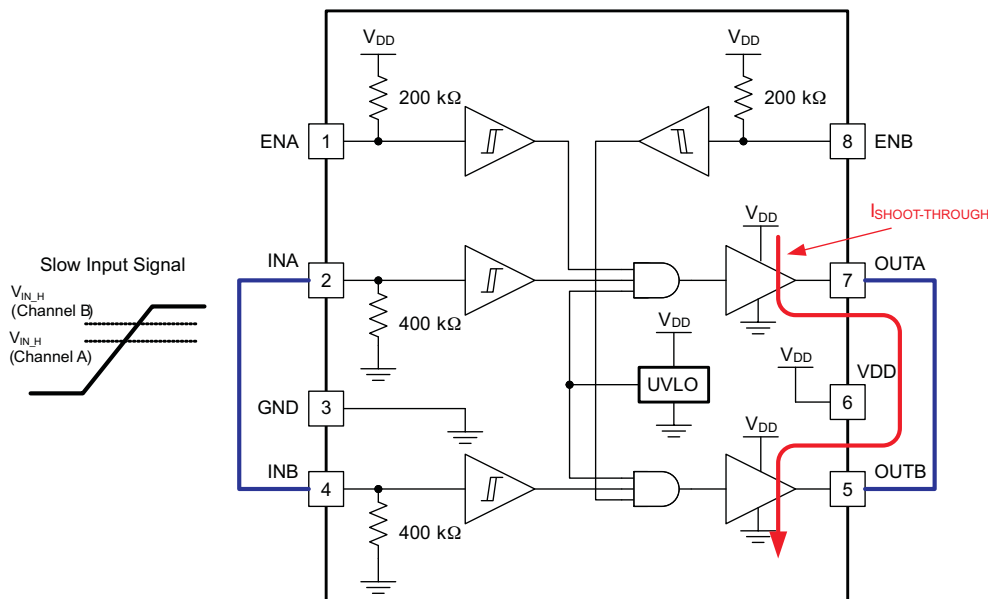 VDD
VDD
200 kΩ
200 kΩ
ENA
1
8
ENB
VDD
ISHOOT-THROUGH
Slow Input Signal
INA
2
7
OUTA
VIN_H
(Channel B)
VIN_H
(Channel A)
400 kΩ
VDD
VDD
VDD
UVLO
GND
3
6
VDD
INB
4
5
OUTB
400 kΩ